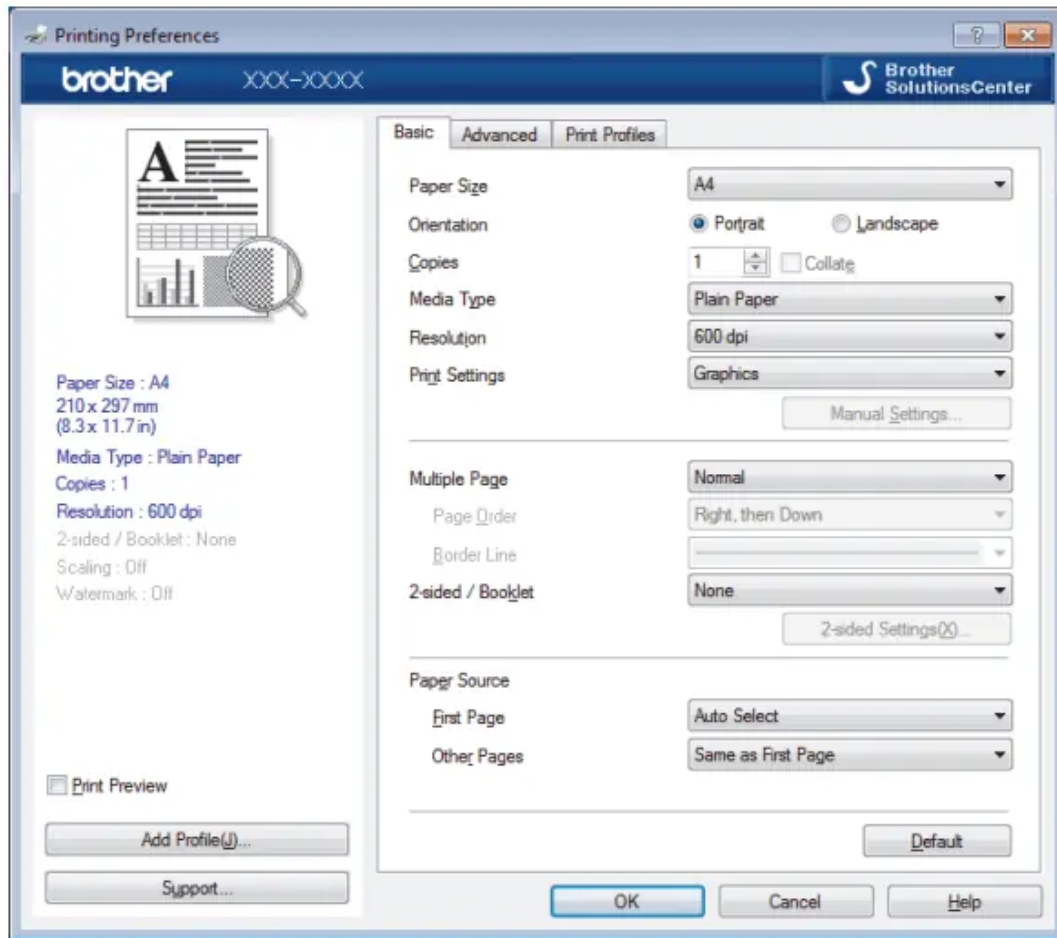 Printing Preferences
brother XXX-XXXX
Brother
SolutionsCenter
A
Paper Size : A4
210 x 297 mm
(8.3 x 11.7 in)
Media Type : Plain Paper
Copies : 1
Resolution : 600 dpi
2-sided / Booklet : None
Scaling : Off
Watermark : Off
Print Preview
Add Profile(J)...
Support...
Basic Advanced Print Profiles
Paper Size A4
Orientation Portrait Landscape
Copies 1 Collate
Media Type Plain Paper
Resolution 600 dpi
Print Settings Graphics
Manual Settings...
Multiple Page Normal
Page Order Right, then Down
Border Line
2-sided / Booklet None
2-sided Settings(X)...
Paper Source
First Page Auto Select
Other Pages Same as First Page
Default
OK Cancel Help